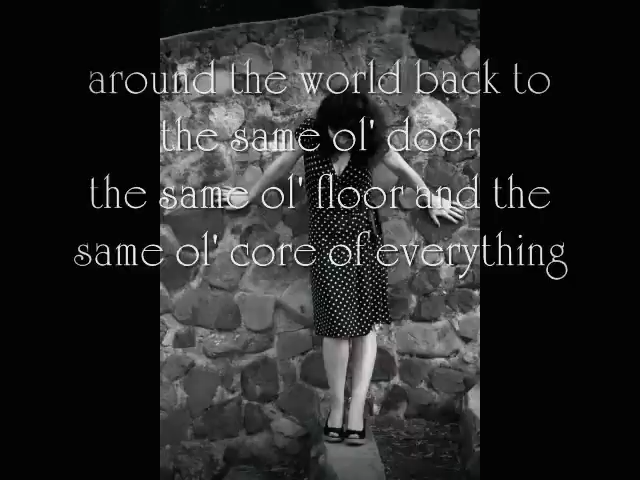 around the world back to
the same ol' door
the same ol' floor and the
same ol' core of everything